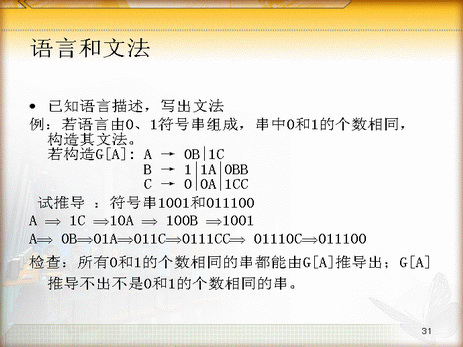 语言和文法
• 已知语言描述，写出文法
例：若语言由0、1符号串组成，串中0和1的个数相同，
构造其文法。
若构造G[A]: A → 0B|1C
B → 1|1A|0BB
C → 0|0A|1CC
试推导 ：符号串1001和011100
A ⇒ 1C ⇒10A ⇒ 100B ⇒1001
A⇒ 0B⇒01A⇒011C⇒0111CC⇒ 01110C⇒011100
检查：所有0和1的个数相同的串都能由G[A]推导出；G[A]
推导不出不是0和1的个数相同的串。
31